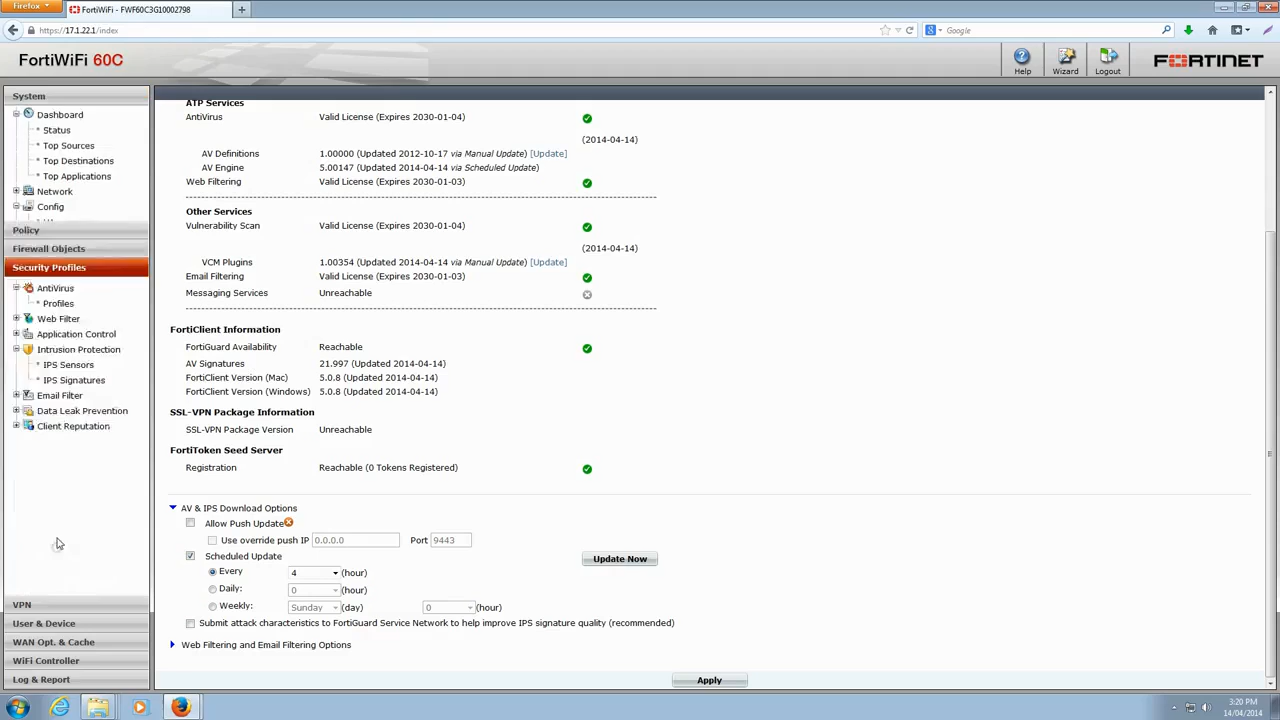 Firefox
FortiWiFi - FWF60C3G10002798
https://17.1.22.1/index
Google
FortiWiFi 60C
Help
Wizard
Logout
FORTINET
System
Dashboard
Status
Top Sources
Top Destinations
Top Applications
Network
Config
Policy
Firewall Objects
Security Profiles
AntiVirus
Profiles
Web Filter
Application Control
Intrusion Protection
IPS Sensors
IPS Signatures
Email Filter
Data Leak Prevention
Client Reputation
VPN
User & Device
WAN Opt. & Cache
WiFi Controller
Log & Report
ATP Services
AntiVirus Valid License (Expires 2030-01-04)
(2014-04-14)
AV Definitions 1.00000 (Updated 2012-10-17 via Manual Update) [Update]
AV Engine 5.00147 (Updated 2014-04-14 via Scheduled Update)
Web Filtering Valid License (Expires 2030-01-03)
Other Services
Vulnerability Scan Valid License (Expires 2030-01-04)
(2014-04-14)
VCM Plugins 1.00354 (Updated 2014-04-14 via Manual Update) [Update]
Email Filtering Valid License (Expires 2030-01-03)
Messaging Services Unreachable
FortiClient Information
FortiGuard Availability Reachable
AV Signatures 21.997 (Updated 2014-04-14)
FortiClient Version (Mac) 5.0.8 (Updated 2014-04-14)
FortiClient Version (Windows) 5.0.8 (Updated 2014-04-14)
SSL-VPN Package Information
SSL-VPN Package Version Unreachable
FortiToken Seed Server
Registration Reachable (0 Tokens Registered)
AV & IPS Download Options
Allow Push Update
Use override push IP 0.0.0.0 Port 9443
Scheduled Update Update Now
Every 4 (hour)
Daily: 0 (hour)
Weekly: Sunday (day) 0 (hour)
Submit attack characteristics to FortiGuard Service Network to help improve IPS signature quality (recommended)
Web Filtering and Email Filtering Options
Apply
3:20 PM
14/04/2014